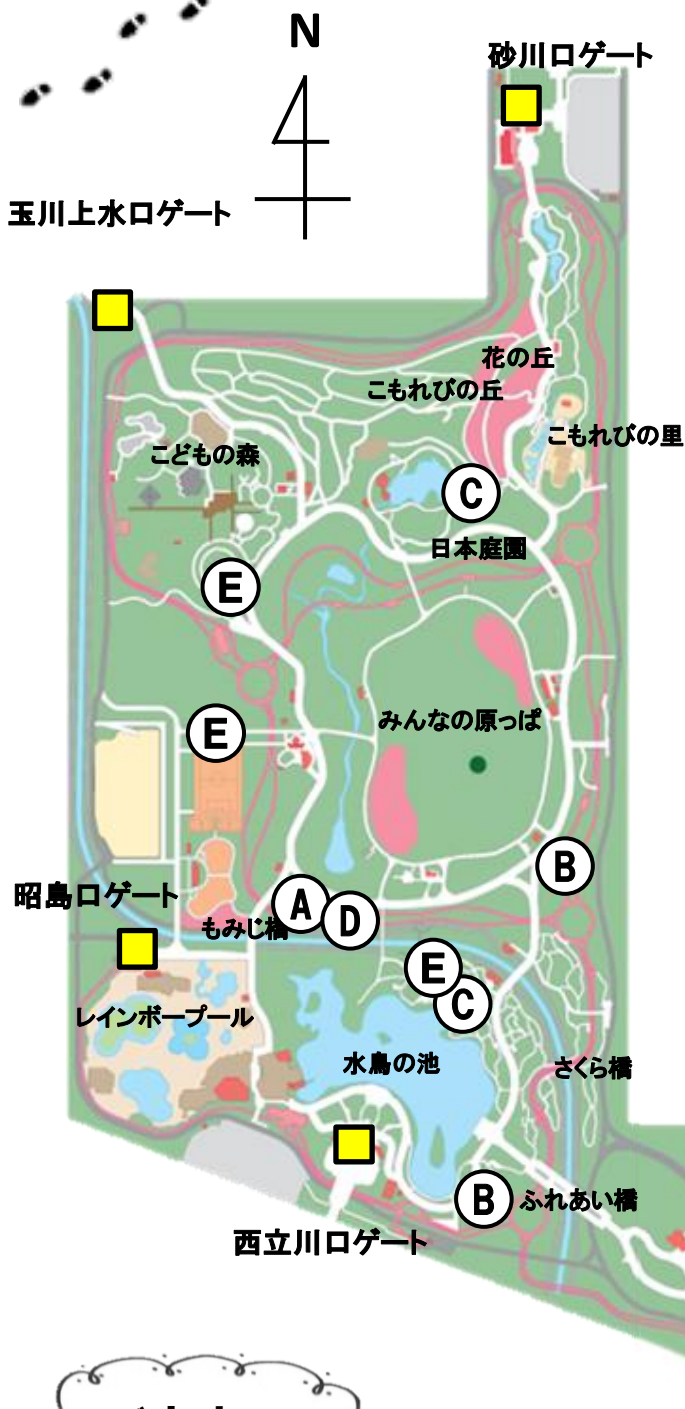 N
砂川口ゲート
玉川上水口ゲート
花の丘
こもれびの丘
こもれびの里
こどもの森
C
日本庭園
E
みんなの原っぱ
E
B
昭島口ゲート
A
D
もみじ橋
E
C
レインボープール
水鳥の池
さくら橋
B
ふれあい橋
西立川口ゲート